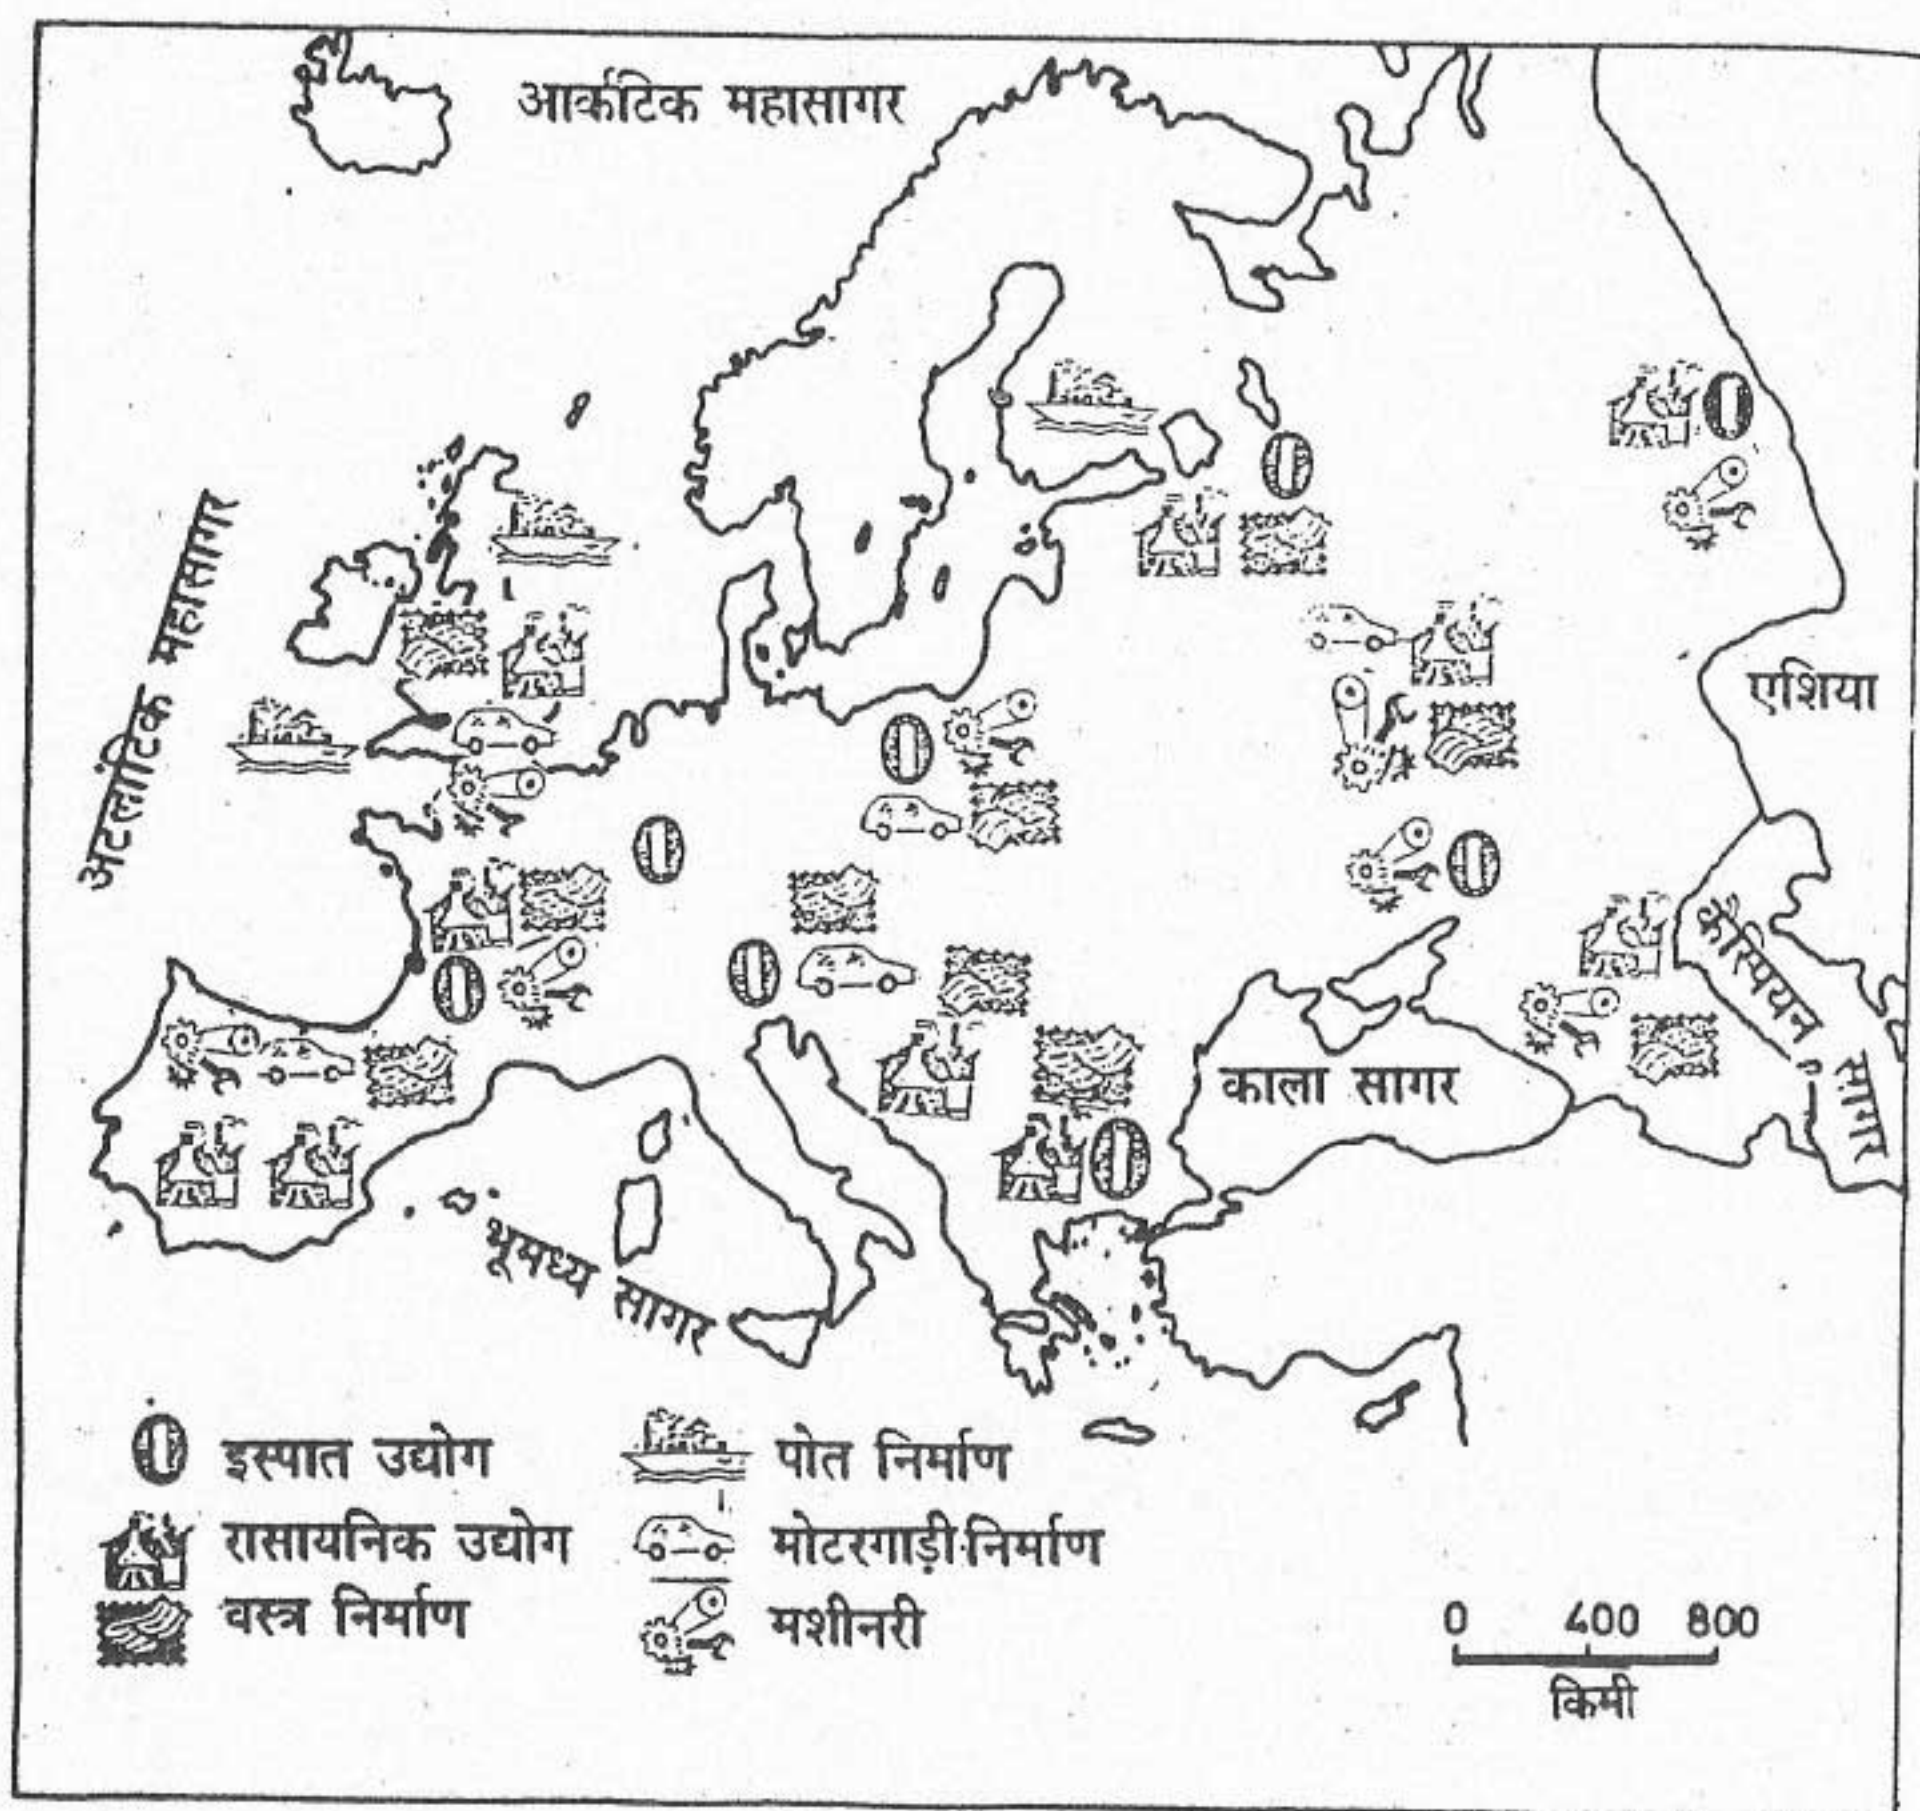 आर्कटिक महासागर
अटलांटिक महासागर
एशिया
कैस्पियन सागर
काला सागर
भूमध्य सागर
इस्पात उद्योग
रासायनिक उद्योग
वस्त्र निर्माण
पोत निर्माण
मोटरगाड़ी निर्माण
मशीनरी
0 400 800
किमी